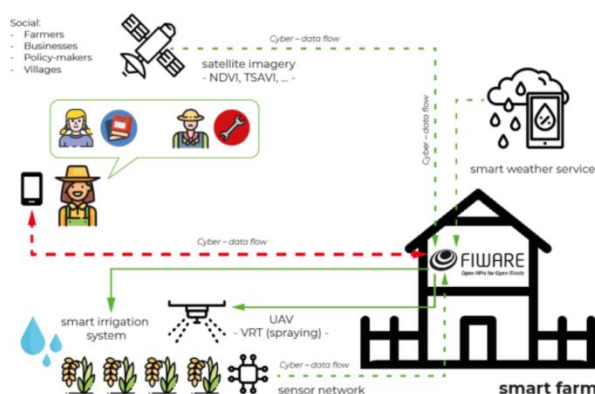 Social:
- Farmers
- Businesses
- Policy-makers
- Villages
Cyber – data flow
satellite imagery
- NDVI, TSAVI, ... -
Cyber – data flow
smart weather service
Cyber – data flow
FIWARE
Open APIs for Open Minds
smart irrigation
system
UAV
- VRT (spraying) -
Cyber – data flow
sensor network
smart farm